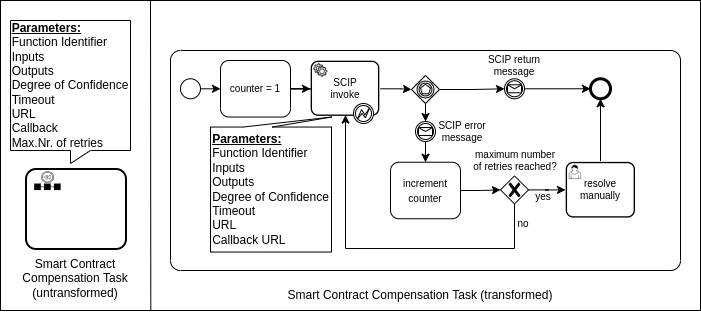 Parameters:
Function Identifier
Inputs
Outputs
Degree of Confidence
Timeout
URL
Callback
Max.Nr. of retries
Smart Contract
Compensation Task
(untransformed)
counter = 1
SCIP
invoke
SCIP return
message
SCIP error
message
Parameters:
Function Identifier
Inputs
Outputs
Degree of Confidence
Timeout
URL
Callback URL
increment
counter
maximum number
of retries reached?
yes
no
resolve
manually
Smart Contract Compensation Task (transformed)